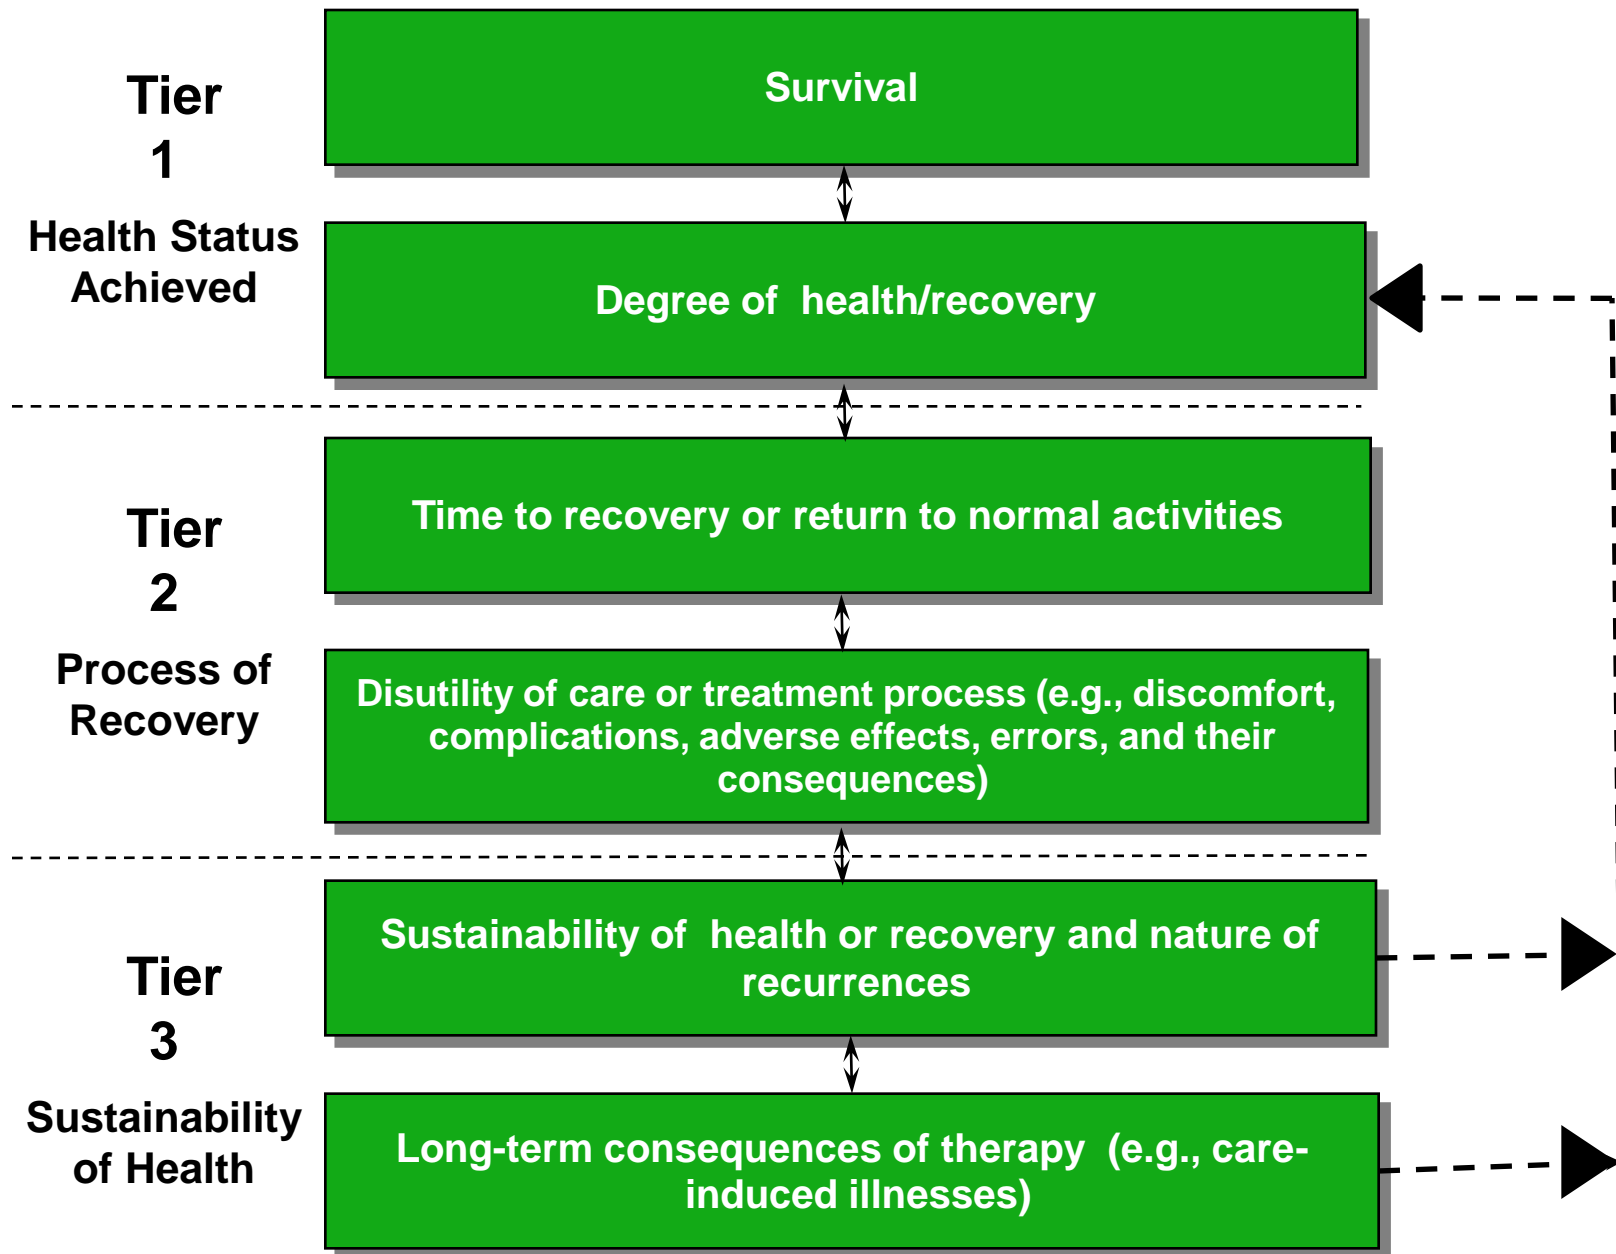 Tier
1
Health Status
Achieved
Survival
Degree of  health/recovery
Tier
2
Process of
Recovery
Time to recovery or return to normal activities
Disutility of care or treatment process (e.g., discomfort,
complications, adverse effects, errors, and their
consequences)
Tier
3
Sustainability
of Health
Sustainability of  health or recovery and nature of
recurrences
Long-term consequences of therapy  (e.g., care-
induced illnesses)